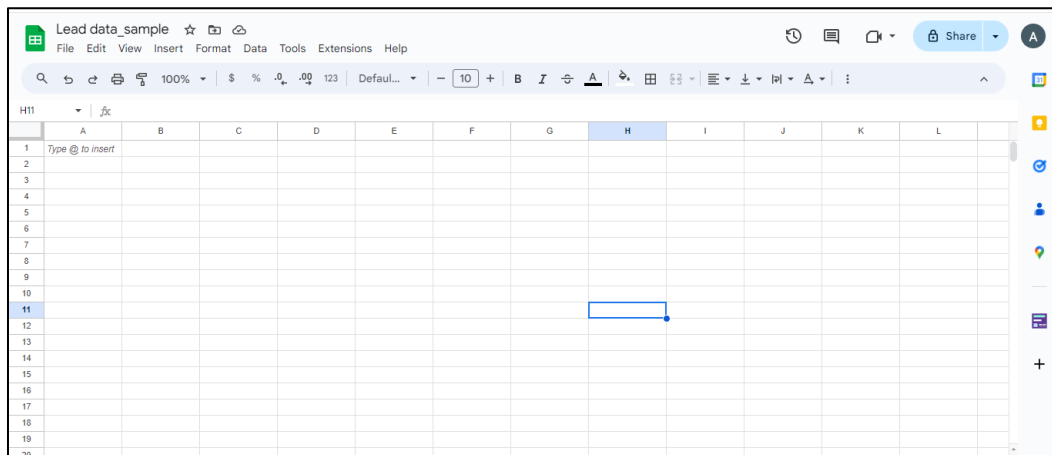 Lead data_sample
File Edit View Insert Format Data Tools Extensions Help
Share
A
100% $ % .0 .00 123 Defaul... 10 B I A
31
H11 fx
A B C D E F G H I J K L
1 Type @ to insert
2
3
4
5
6
7
8
9
10
11
12
13
14
15
16
17
18
19
20